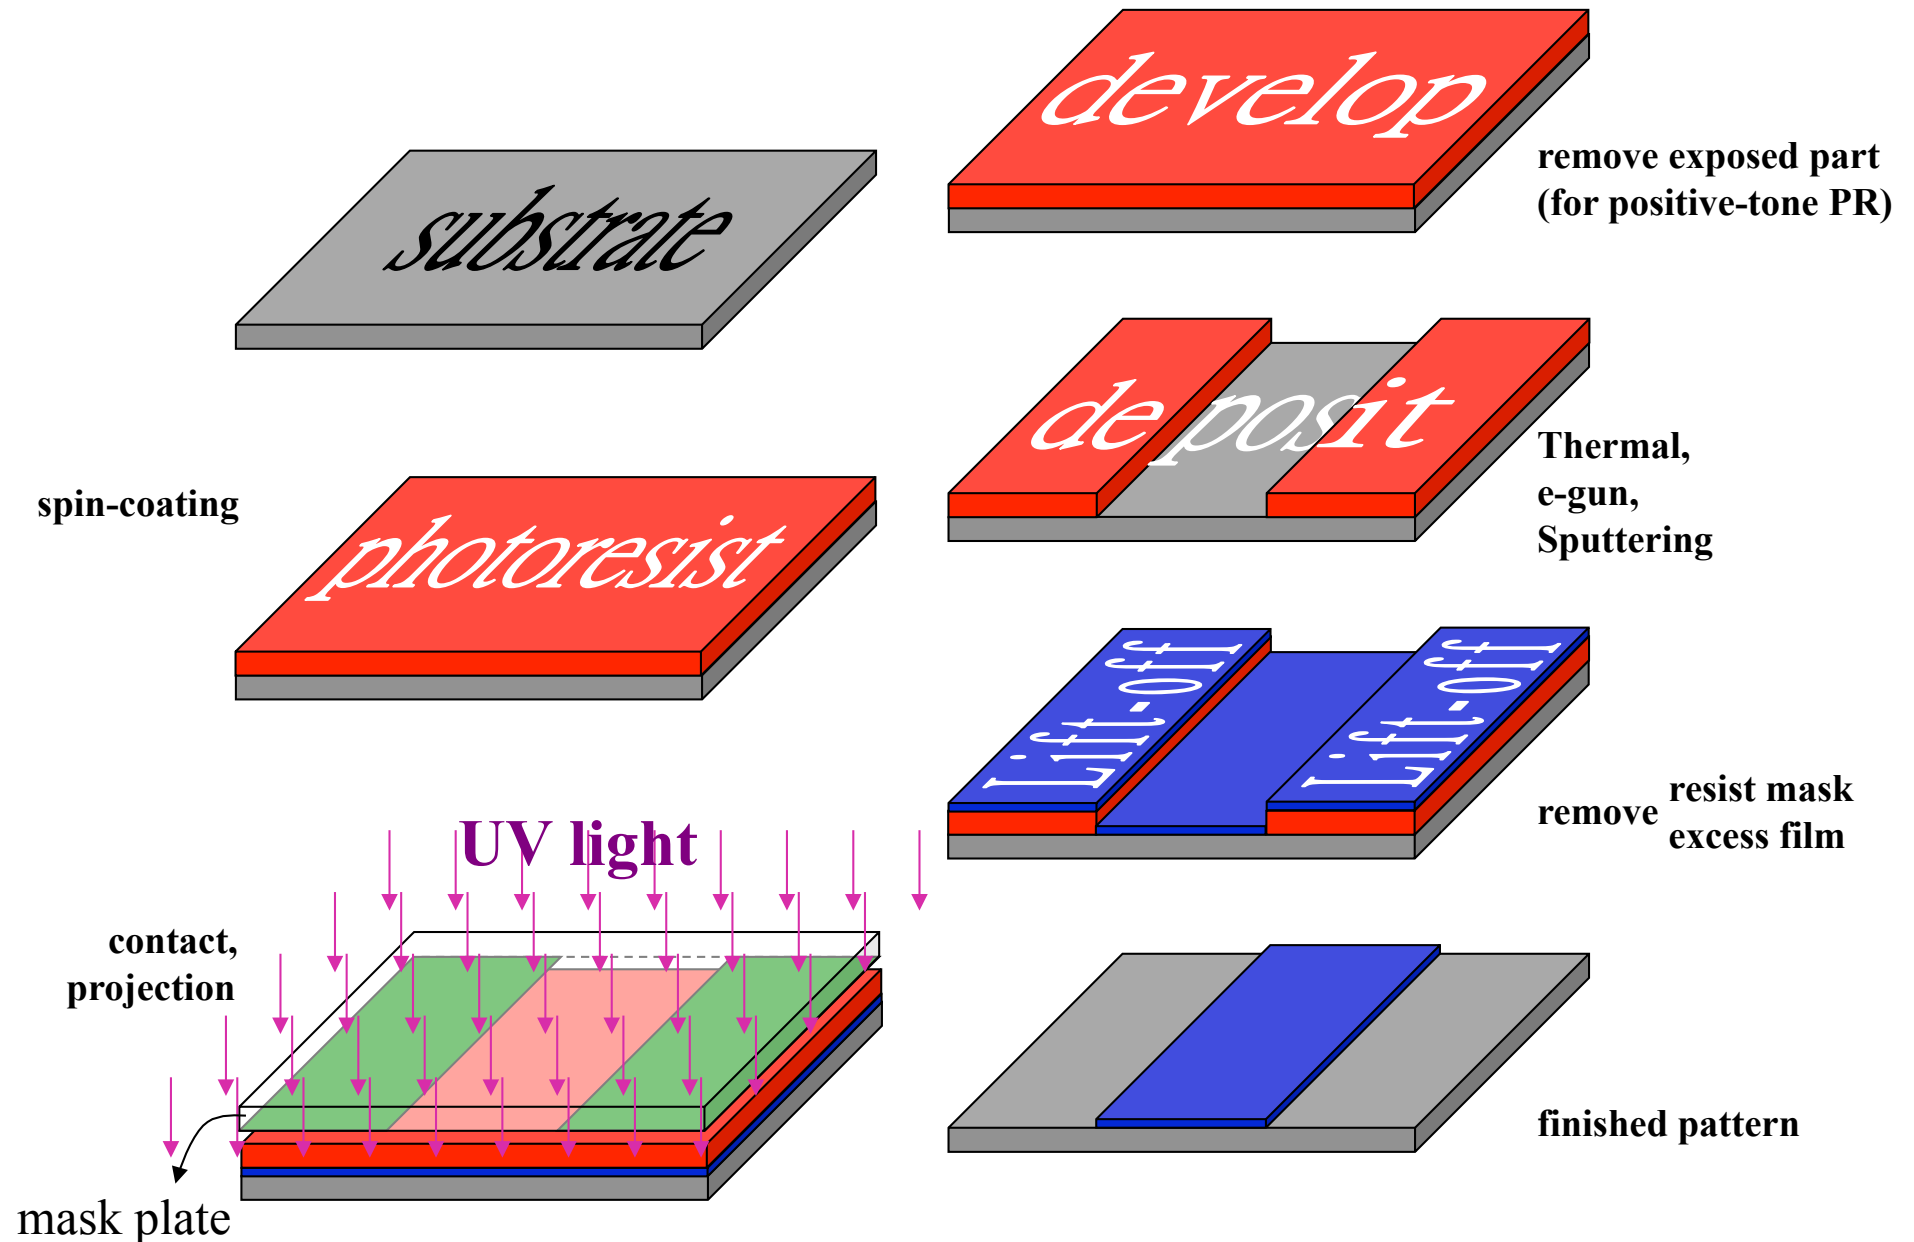 substrate
spin-coating
photoresist
UV light
contact,
projection
mask plate
develop
remove exposed part
(for positive-tone PR)
deposit
Thermal,
e-gun,
Sputtering
Lift-off
Lift-off
remove
resist mask
excess film
finished pattern